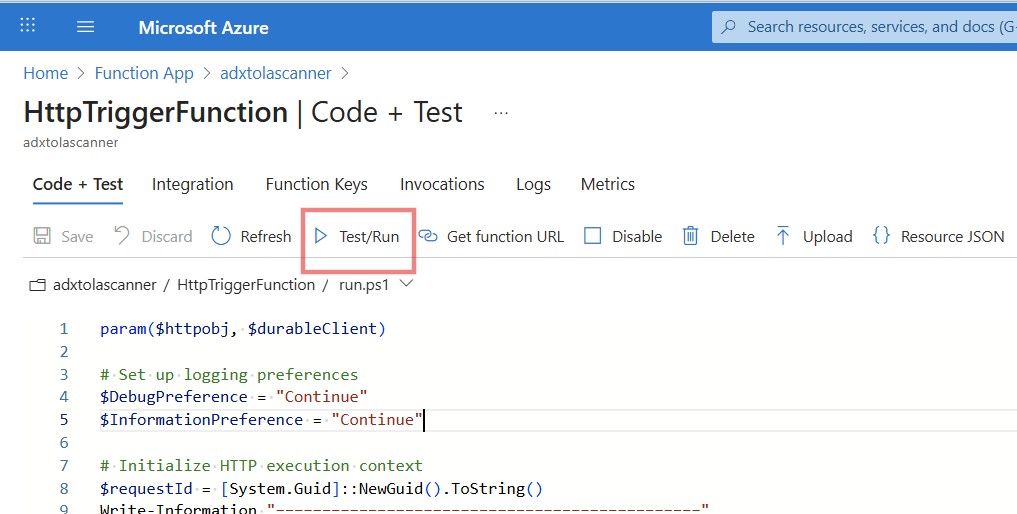 Microsoft Azure
Search resources, services, and docs (G-
Home > Function App > adxtolascanner >
HttpTriggerFunction | Code + Test ...
adxtolascanner
Code + Test Integration Function Keys Invocations Logs Metrics
Save Discard Refresh Test/Run Get function URL Disable Delete Upload {} Resource JSON
adxtolascanner / HttpTriggerFunction / run.ps1
1 param($httpobj, $durableClient)
2
3 # Set up logging preferences
4 $DebugPreference = "Continue"
5 $InformationPreference = "Continue"
6
7 # Initialize HTTP execution context
8 $requestId = [System.Guid]::NewGuid().ToString()
9 Write-Information "----------------------------------------------"